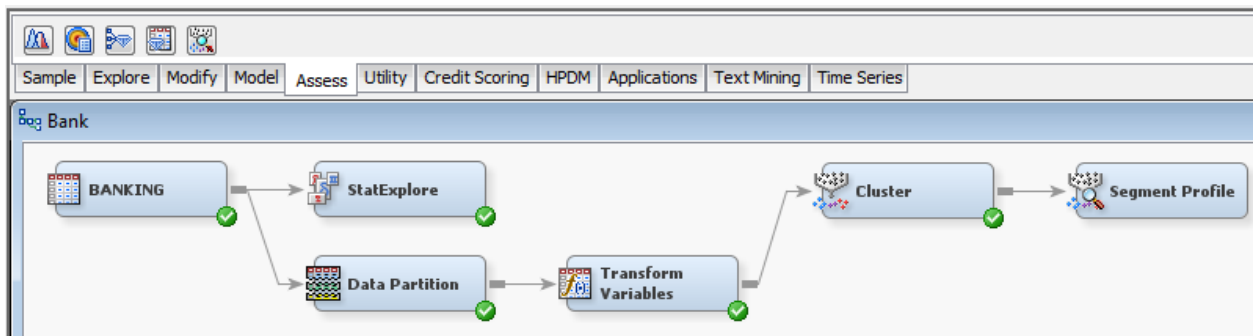 Sample Explore Modify Model Assess Utility Credit Scoring HPDM Applications Text Mining Time Series
Bank
BANKING
StatExplore
Cluster
Segment Profile
Data Partition
Transform
Variables